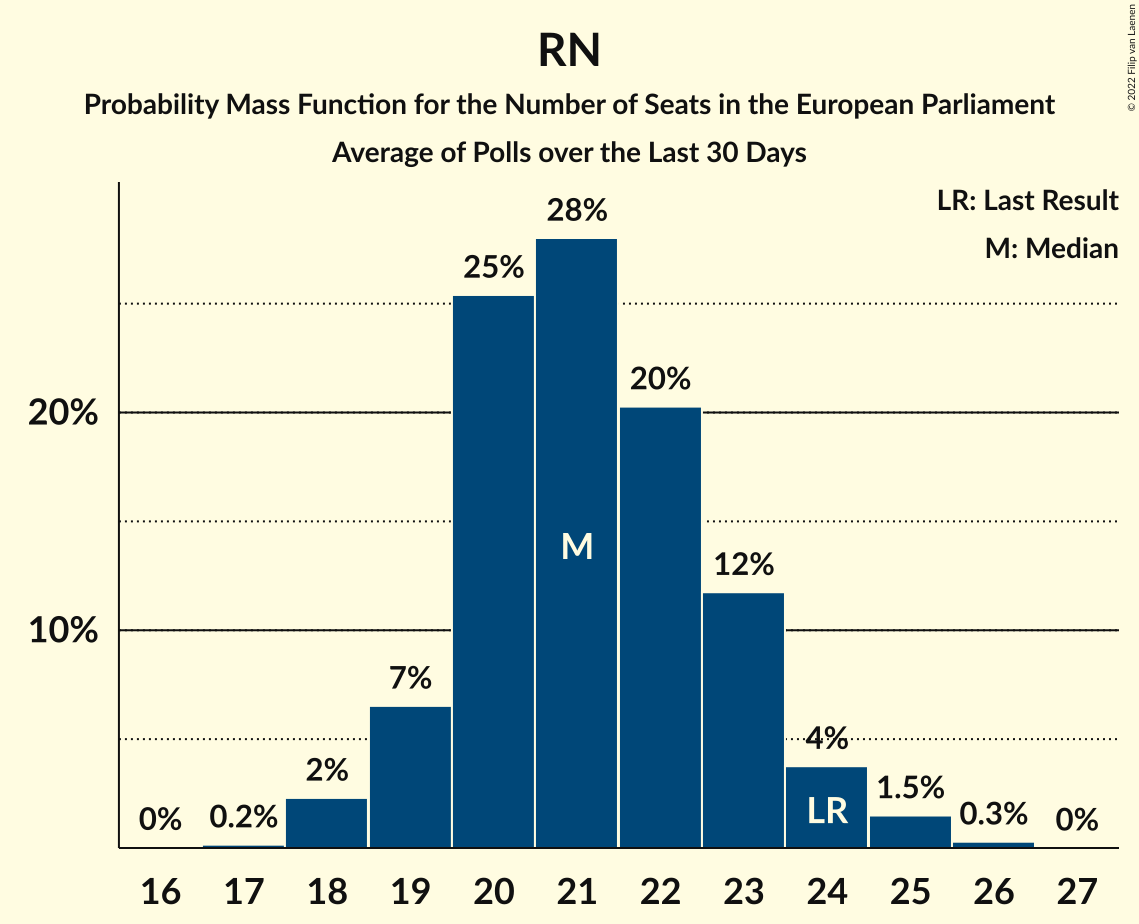 RN
Probability Mass Function for the Number of Seats in the European Parliament
Average of Polls over the Last 30 Days
© 2022 Filip van Laenen
LR: Last Result
M: Median
20%
10%
0%
0.2%
2%
7%
25%
28%
20%
12%
4%
1.5%
0.3%
0%
M
LR
16 17 18 19 20 21 22 23 24 25 26 27